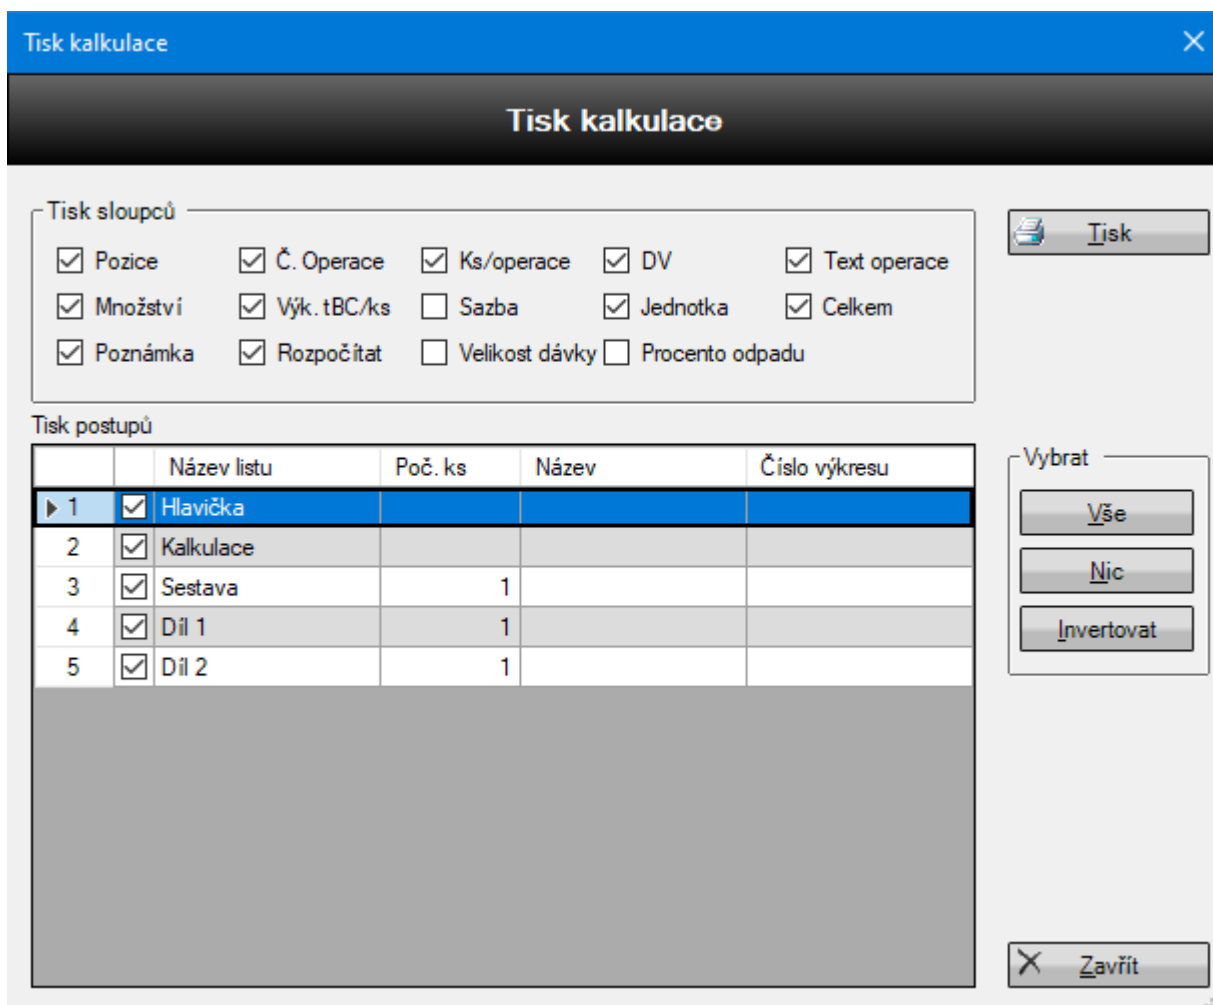 Tisk kalkulace
Tisk kalkulace
Tisk sloupců
Pozice Č. Operace Ks/operace DV Text operace
Množství Výk. tBC/ks Sazba Jednotka Celkem
Poznámka Rozpočítat Velikost dávky Procento odpadu
Tisk
Tisk postupů
Název listu Poč. ks Název Číslo výkresu
1 Hlavička
2 Kalkulace
3 Sestava 1
4 Díl 1 1
5 Díl 2 1
Vybrat
Vše
Nic
Invertovat
Zavřít